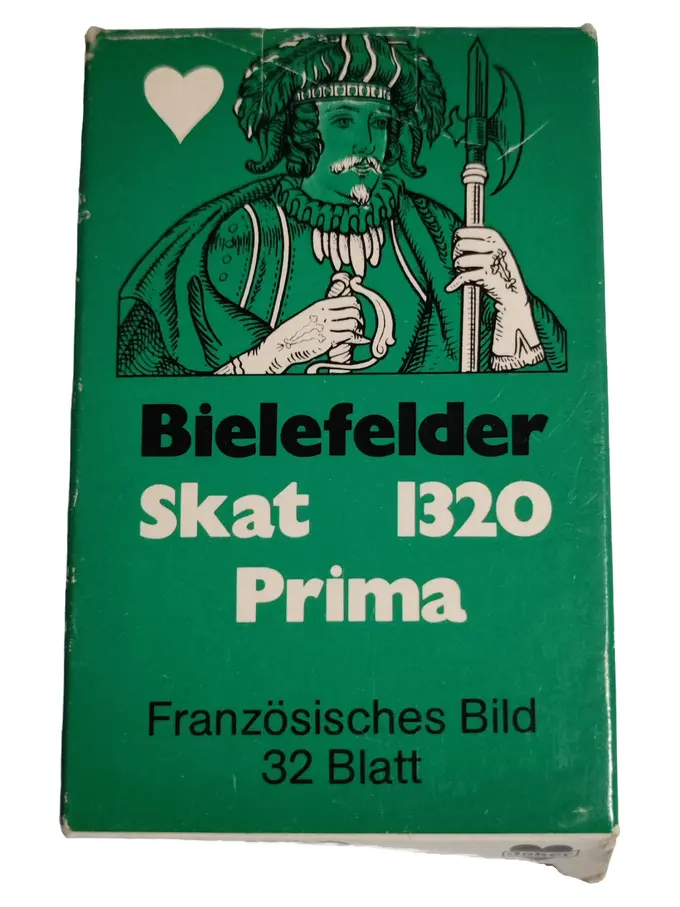 Bielefelder
Skat 1320
Prima
Französisches Bild
32 Blatt